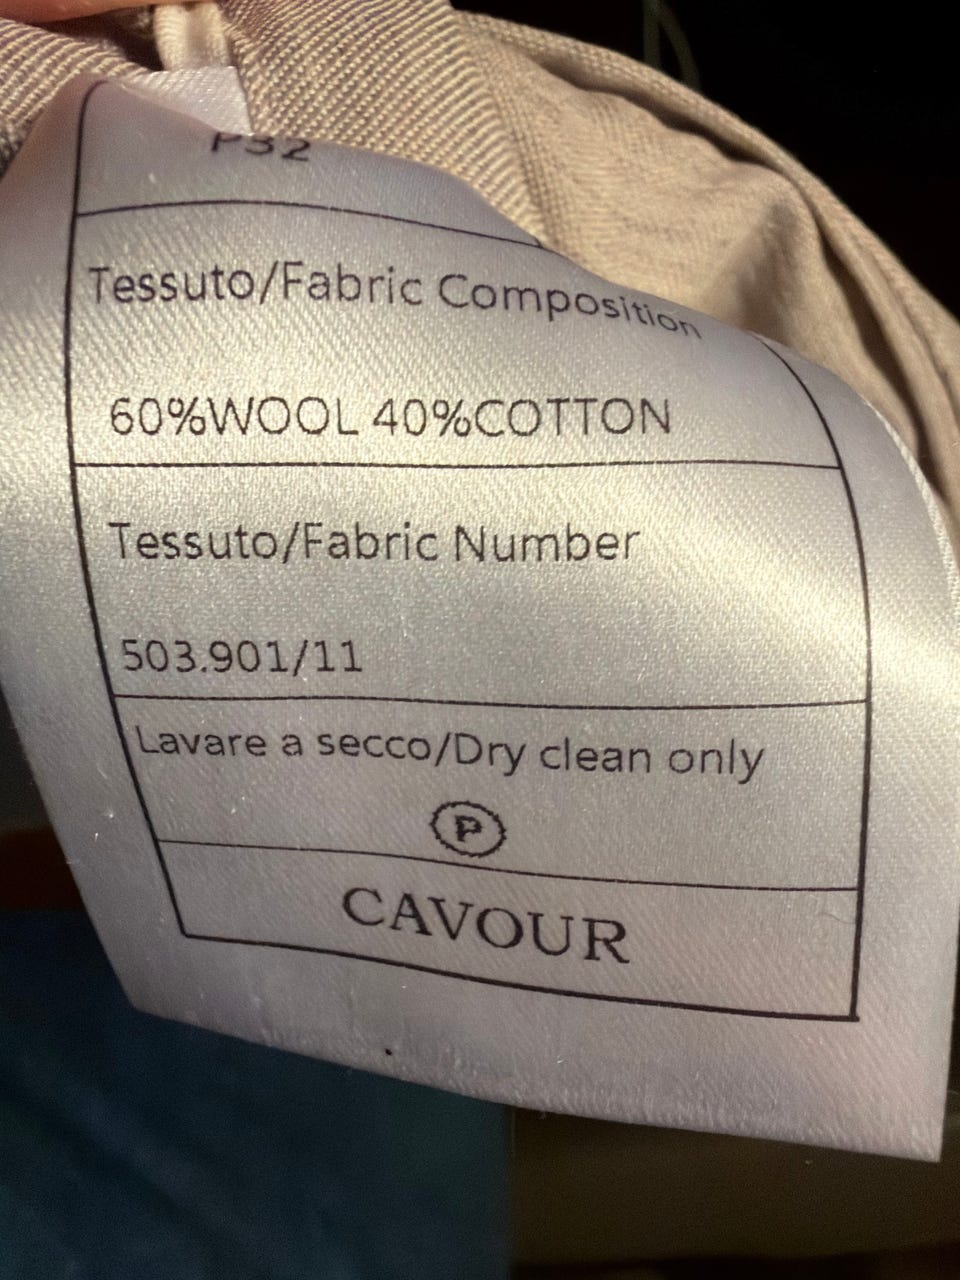 P32
Tessuto/Fabric Composition
60%WOOL 40%COTTON
Tessuto/Fabric Number
503.901/11
Lavare a secco/Dry clean only
P
CAVOUR